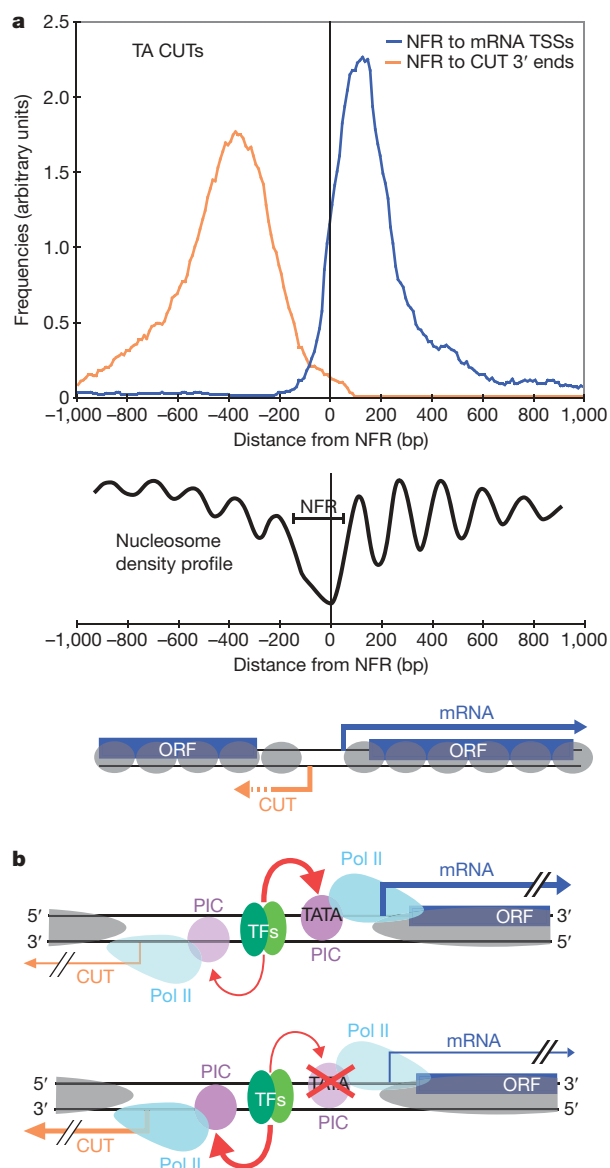 a
TA CUTs
NFR to mRNA TSSs
NFR to CUT 3′ ends
Frequencies (arbitrary units)
2.5
2.0
1.5
1.0
0.5
0
–1,000 –800 –600 –400 –200 0 200 400 600 800 1,000
Distance from NFR (bp)
NFR
Nucleosome
density profile
–1,000 –800 –600 –400 –200 0 200 400 600 800 1,000
Distance from NFR (bp)
mRNA
ORF ORF
CUT
b
Pol II
mRNA
PIC
5′ TATA ORF 3′
3′ TFs 5′
PIC
CUT
Pol II
Pol II
mRNA
PIC
5′ TATA ORF 3′
3′ TFs 5′
PIC
CUT
Pol II